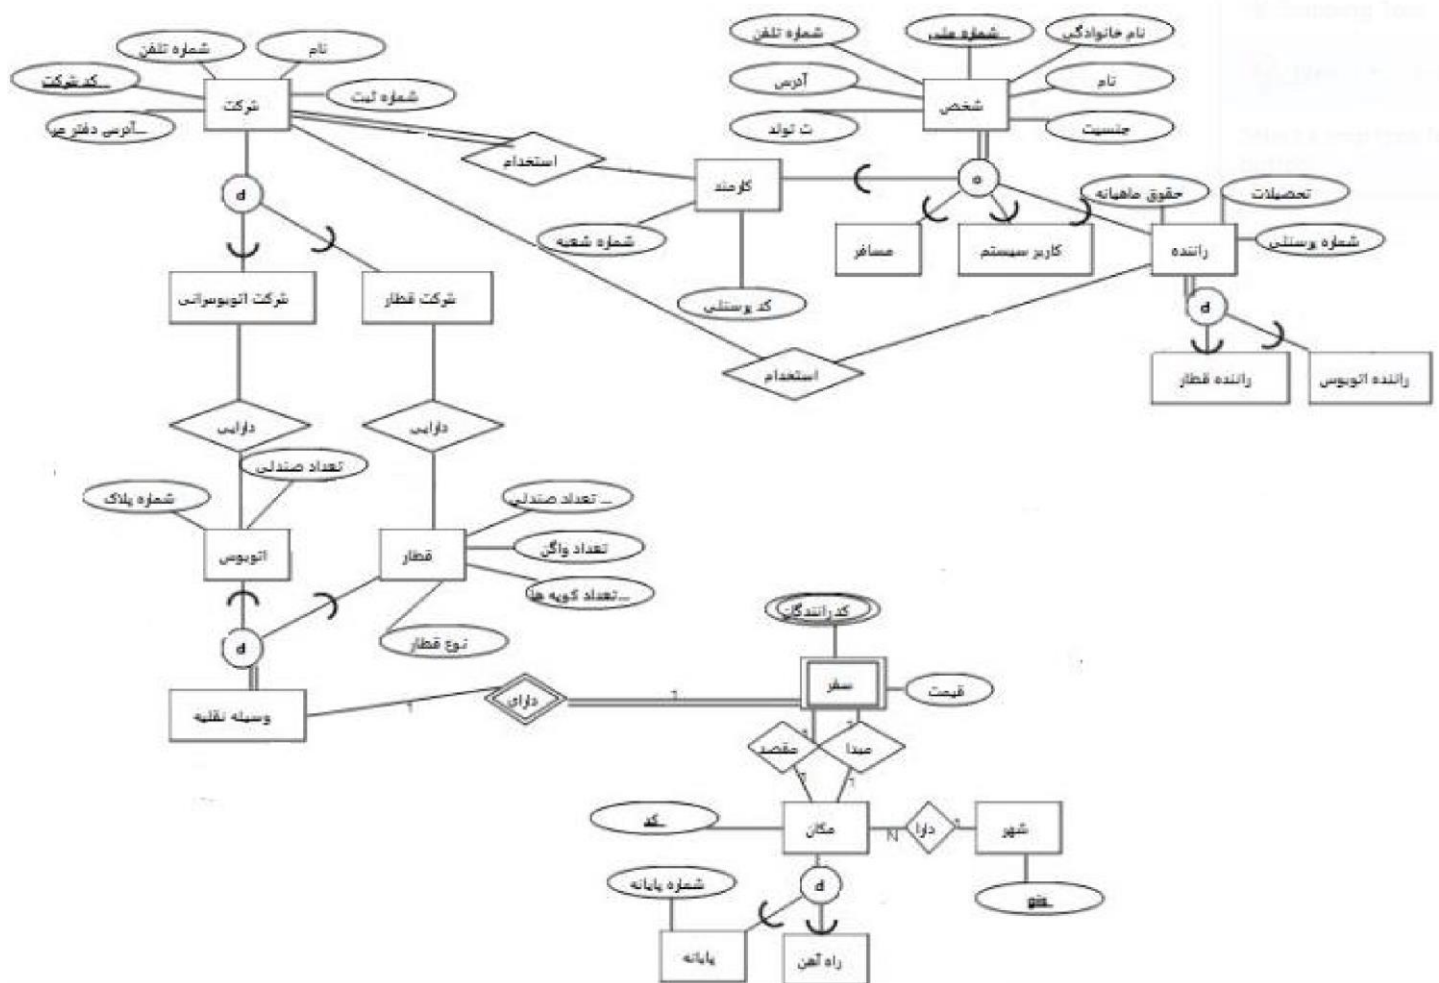 نام خانوادگی
شماره ملی
شماره تلفن
نام
شماره تلفن
نام
آدرس
شخص
کد شرکت
شماره ثبت
شرکت
جنسیت
ت تولد
آدرس دفتر مر...
استخدام
کارمند
o
d
تحصیلات
حقوق ماهیانه
شماره شعبه
شماره پرسنلی
راننده
کاربر سیستم
مسافر
شرکت قطار
شرکت اتوبوسرانی
کد پرسنلی
d
راننده اتوبوس
راننده قطار
استخدام
دارایی
دارایی
تعداد صندلی
شماره پلاک
تعداد صندلی ...
تعداد واگن
قطار
اتوبوس
تعداد کوپه ها...
نوع قطار
d
کدرانندگان
سفر
قیمت
دارای
وسیله نقلیه
مبدا
مقصد
کد
مکان
N
دارا
شهر
شماره پایانه
d
gis
پایانه
راه آهن